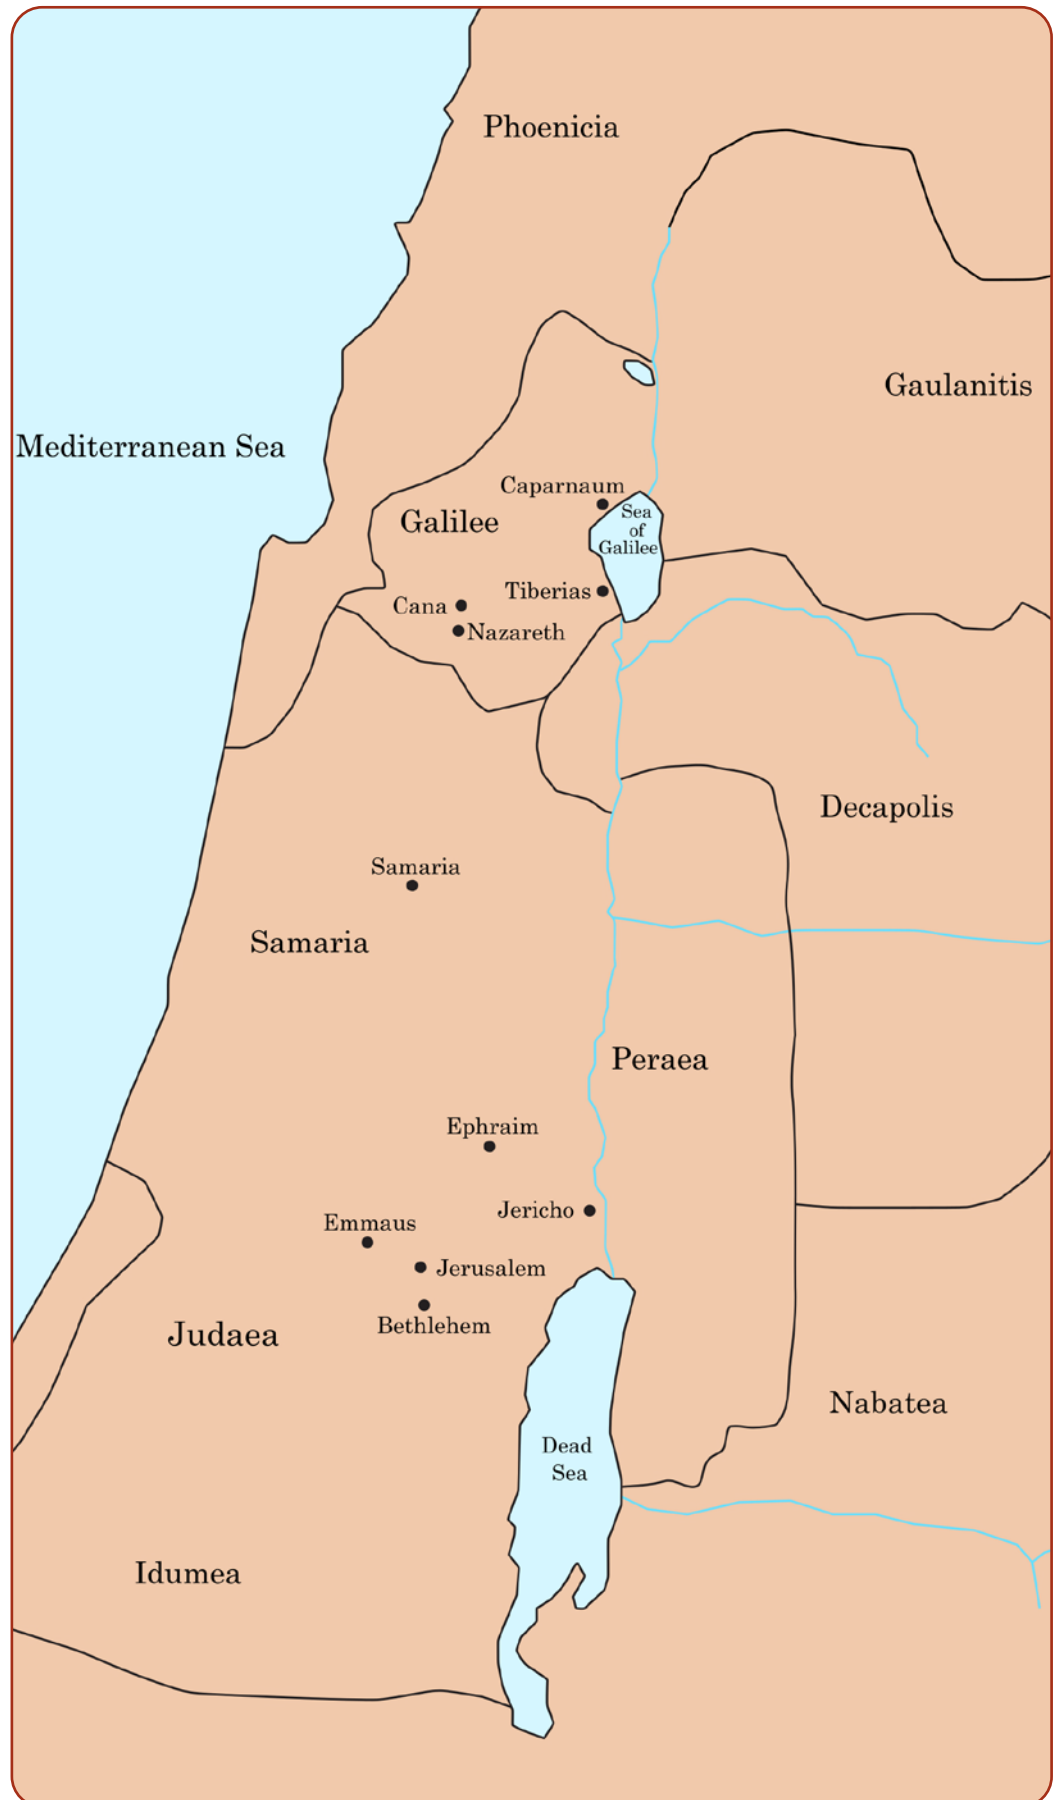 Phoenicia
Gaulanitis
Mediterranean Sea
Caparnaum
Sea
of
Galilee
Galilee
Tiberias
Cana
Nazareth
Decapolis
Samaria
Samaria
Peraea
Ephraim
Jericho
Emmaus
Jerusalem
Bethlehem
Judaea
Nabatea
Dead
Sea
Idumea